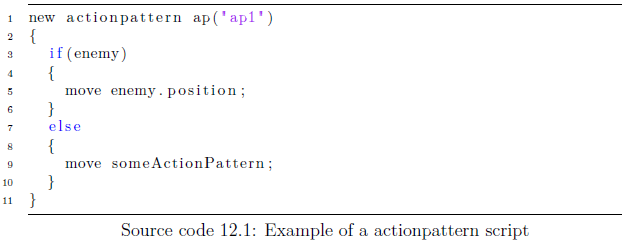 1 new actionpattern ap("ap1")
2 {
3 if(enemy)
4 {
5 move enemy.position;
6 }
7 else
8 {
9 move someActionPattern;
10 }
11 }
Source code 12.1: Example of a actionpattern script